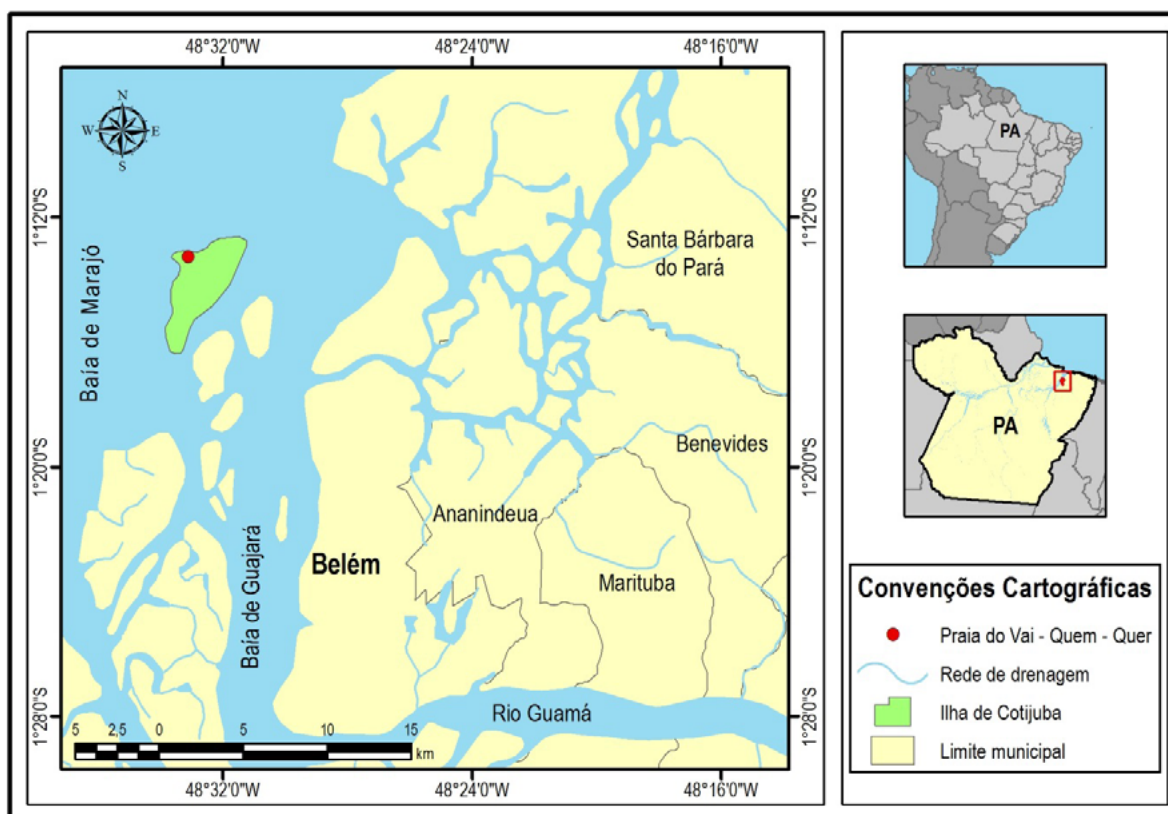 48°32'0"W
48°24'0"W
48°16'0"W
N
W
E
S
1°12'0"S
1°12'0"S
Baía de Marajó
Santa Bárbara
do Pará
1°20'0"S
1°20'0"S
Benevides
Ananindeua
Baía de Guajará
Belém
Marituba
1°28'0"S
1°28'0"S
Rio Guamá
5 2,5 0 5 10 15
km
48°32'0"W
48°24'0"W
48°16'0"W
PA
PA
Convenções Cartográficas
Praia do Vai - Quem - Quer
Rede de drenagem
Ilha de Cotijuba
Limite municipal